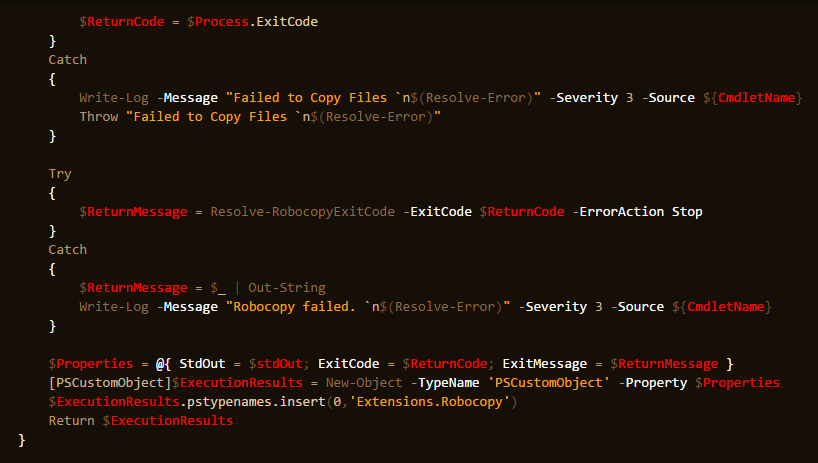 $ReturnCode = $Process.ExitCode
}
Catch
{
Write-Log -Message "Failed to Copy Files `n$(Resolve-Error)" -Severity 3 -Source ${CmdletName}
Throw "Failed to Copy Files `n$(Resolve-Error)"
}
Try
{
$ReturnMessage = Resolve-RobocopyExitCode -ExitCode $ReturnCode -ErrorAction Stop
}
Catch
{
$ReturnMessage = $_ | Out-String
Write-Log -Message "Robocopy failed. `n$(Resolve-Error)" -Severity 3 -Source ${CmdletName}
}
$Properties = @{ StdOut = $stdOut; ExitCode = $ReturnCode; ExitMessage = $ReturnMessage }
[PSCustomObject]$ExecutionResults = New-Object -TypeName 'PSCustomObject' -Property $Properties
$ExecutionResults.pstypenames.insert(0,'Extensions.Robocopy')
Return $ExecutionResults
}